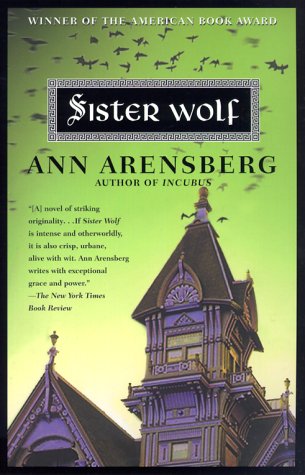 WINNER OF THE AMERICAN BOOK AWARD
SISTER WOLF
ANN ARENSBERG
AUTHOR OF INCUBUS
"[A] novel of striking
originality. . .If Sister Wolf
is intense and otherworldly,
it is also crisp, urbane,
alive with wit. Ann Arensberg
writes with exceptional
grace and power."
—The New York Times
Book Review